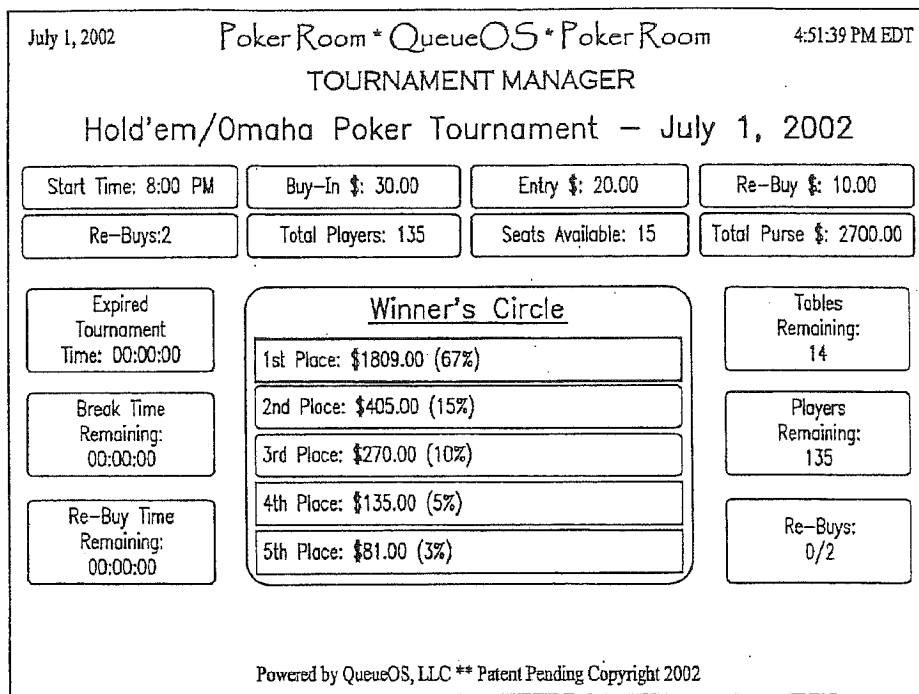 July 1, 2002 PokerRoom * QueueOS * PokerRoom 4:51:39 PM EDT
TOURNAMENT MANAGER
Hold'em/Omaha Poker Tournament – July 1, 2002
Start Time: 8:00 PM Buy-In $: 30.00 Entry $: 20.00 Re-Buy $: 10.00
Re-Buys:2 Total Players: 135 Seats Available: 15 Total Purse $: 2700.00
Expired
Tournament
Time: 00:00:00
Break Time
Remaining:
00:00:00
Re-Buy Time
Remaining:
00:00:00
Winner's Circle
1st Place: $1809.00 (67%)
2nd Place: $405.00 (15%)
3rd Place: $270.00 (10%)
4th Place: $135.00 (5%)
5th Place: $81.00 (3%)
Tables
Remaining:
14
Players
Remaining:
135
Re-Buys:
0/2
Powered by QueueOS, LLC ** Patent Pending Copyright 2002